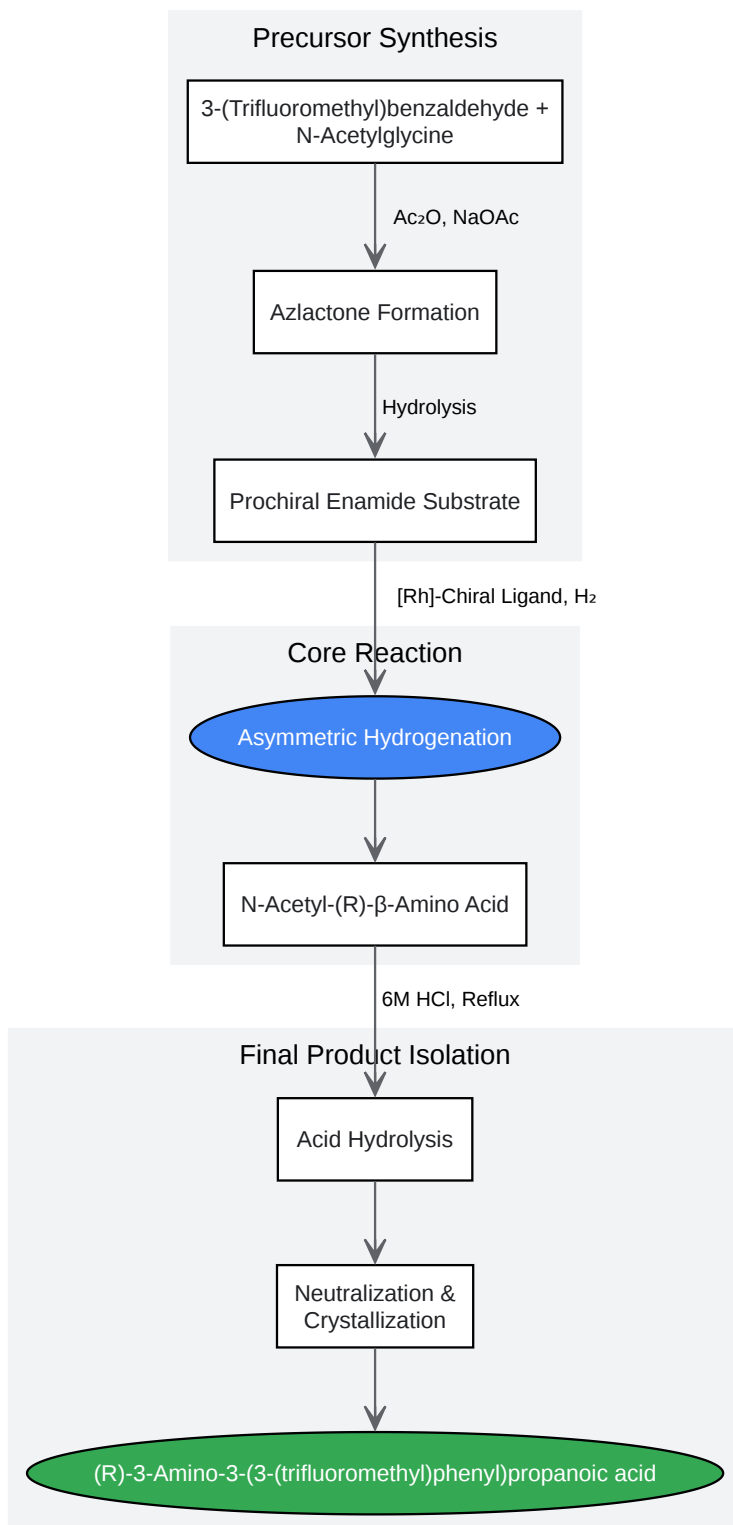 Precursor Synthesis
3-(Trifluoromethyl)benzaldehyde +
N-Acetylglycine
Ac₂O, NaOAc
Azlactone Formation
Hydrolysis
Prochiral Enamide Substrate
[Rh]-Chiral Ligand, H₂
Core Reaction
Asymmetric Hydrogenation
N-Acetyl-(R)-β-Amino Acid
6M HCl, Reflux
Final Product Isolation
Acid Hydrolysis
Neutralization &
Crystallization
(R)-3-Amino-3-(3-(trifluoromethyl)phenyl)propanoic acid